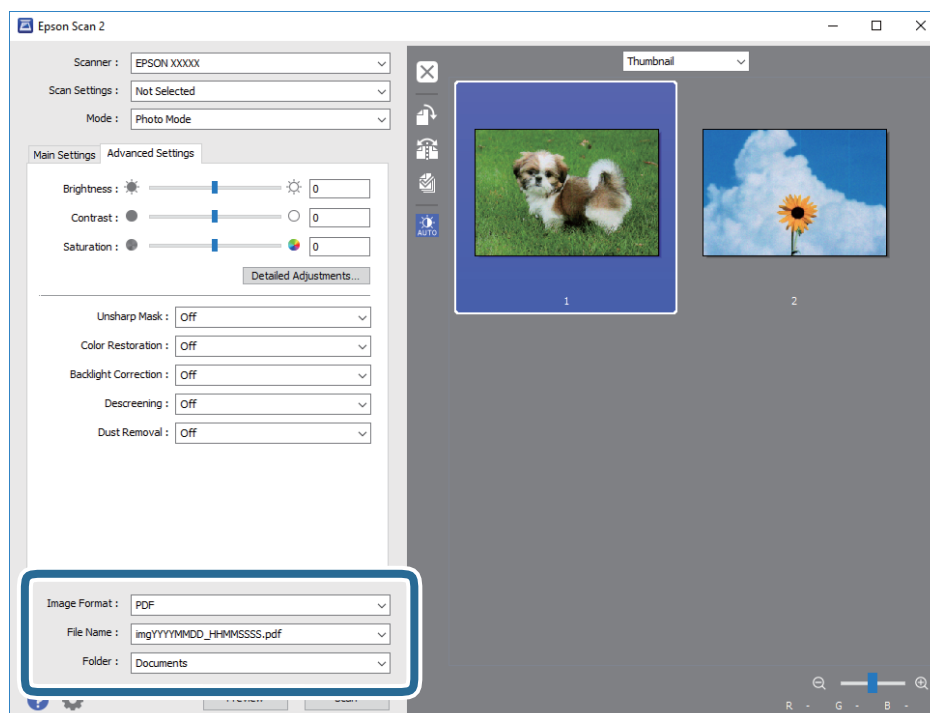 Epson Scan 2
Scanner : EPSON XXXXX
Scan Settings : Not Selected
Mode : Photo Mode
Main Settings Advanced Settings
Brightness : 0
Contrast : 0
Saturation : 0
Detailed Adjustments...
Unsharp Mask : Off
Color Restoration : Off
Backlight Correction : Off
Descreening : Off
Dust Removal : Off
Image Format : PDF
File Name : imgYYYYMMDD_HHMMSSSS.pdf
Folder : Documents
Preview Scan
Thumbnail
AUTO
1 2
R - G - B -